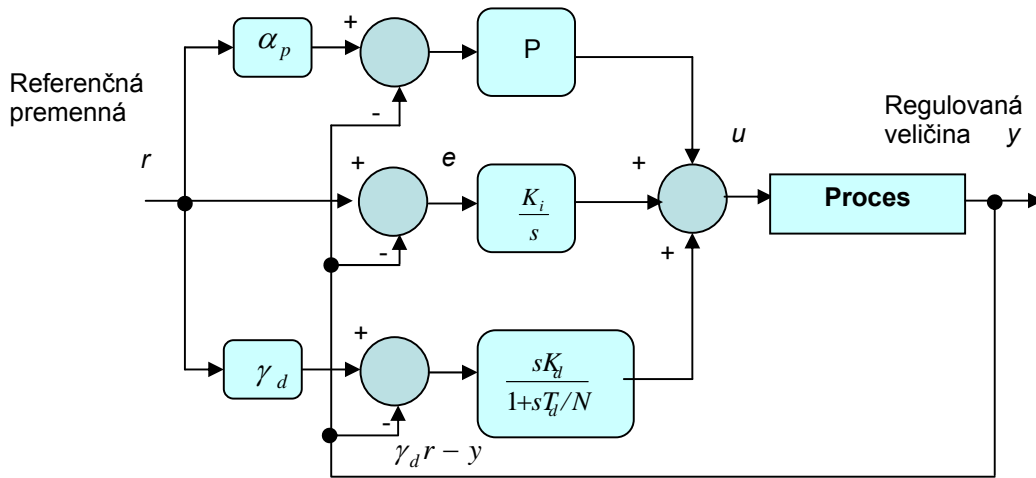 α_p
+
-
P
Referenčná
premenná
Regulovaná
veličina y
r
+
-
e
K_i
s
+
+
u
Proces
γ_d
+
-
sK_d
1+sT_d/N
γ_d r − y